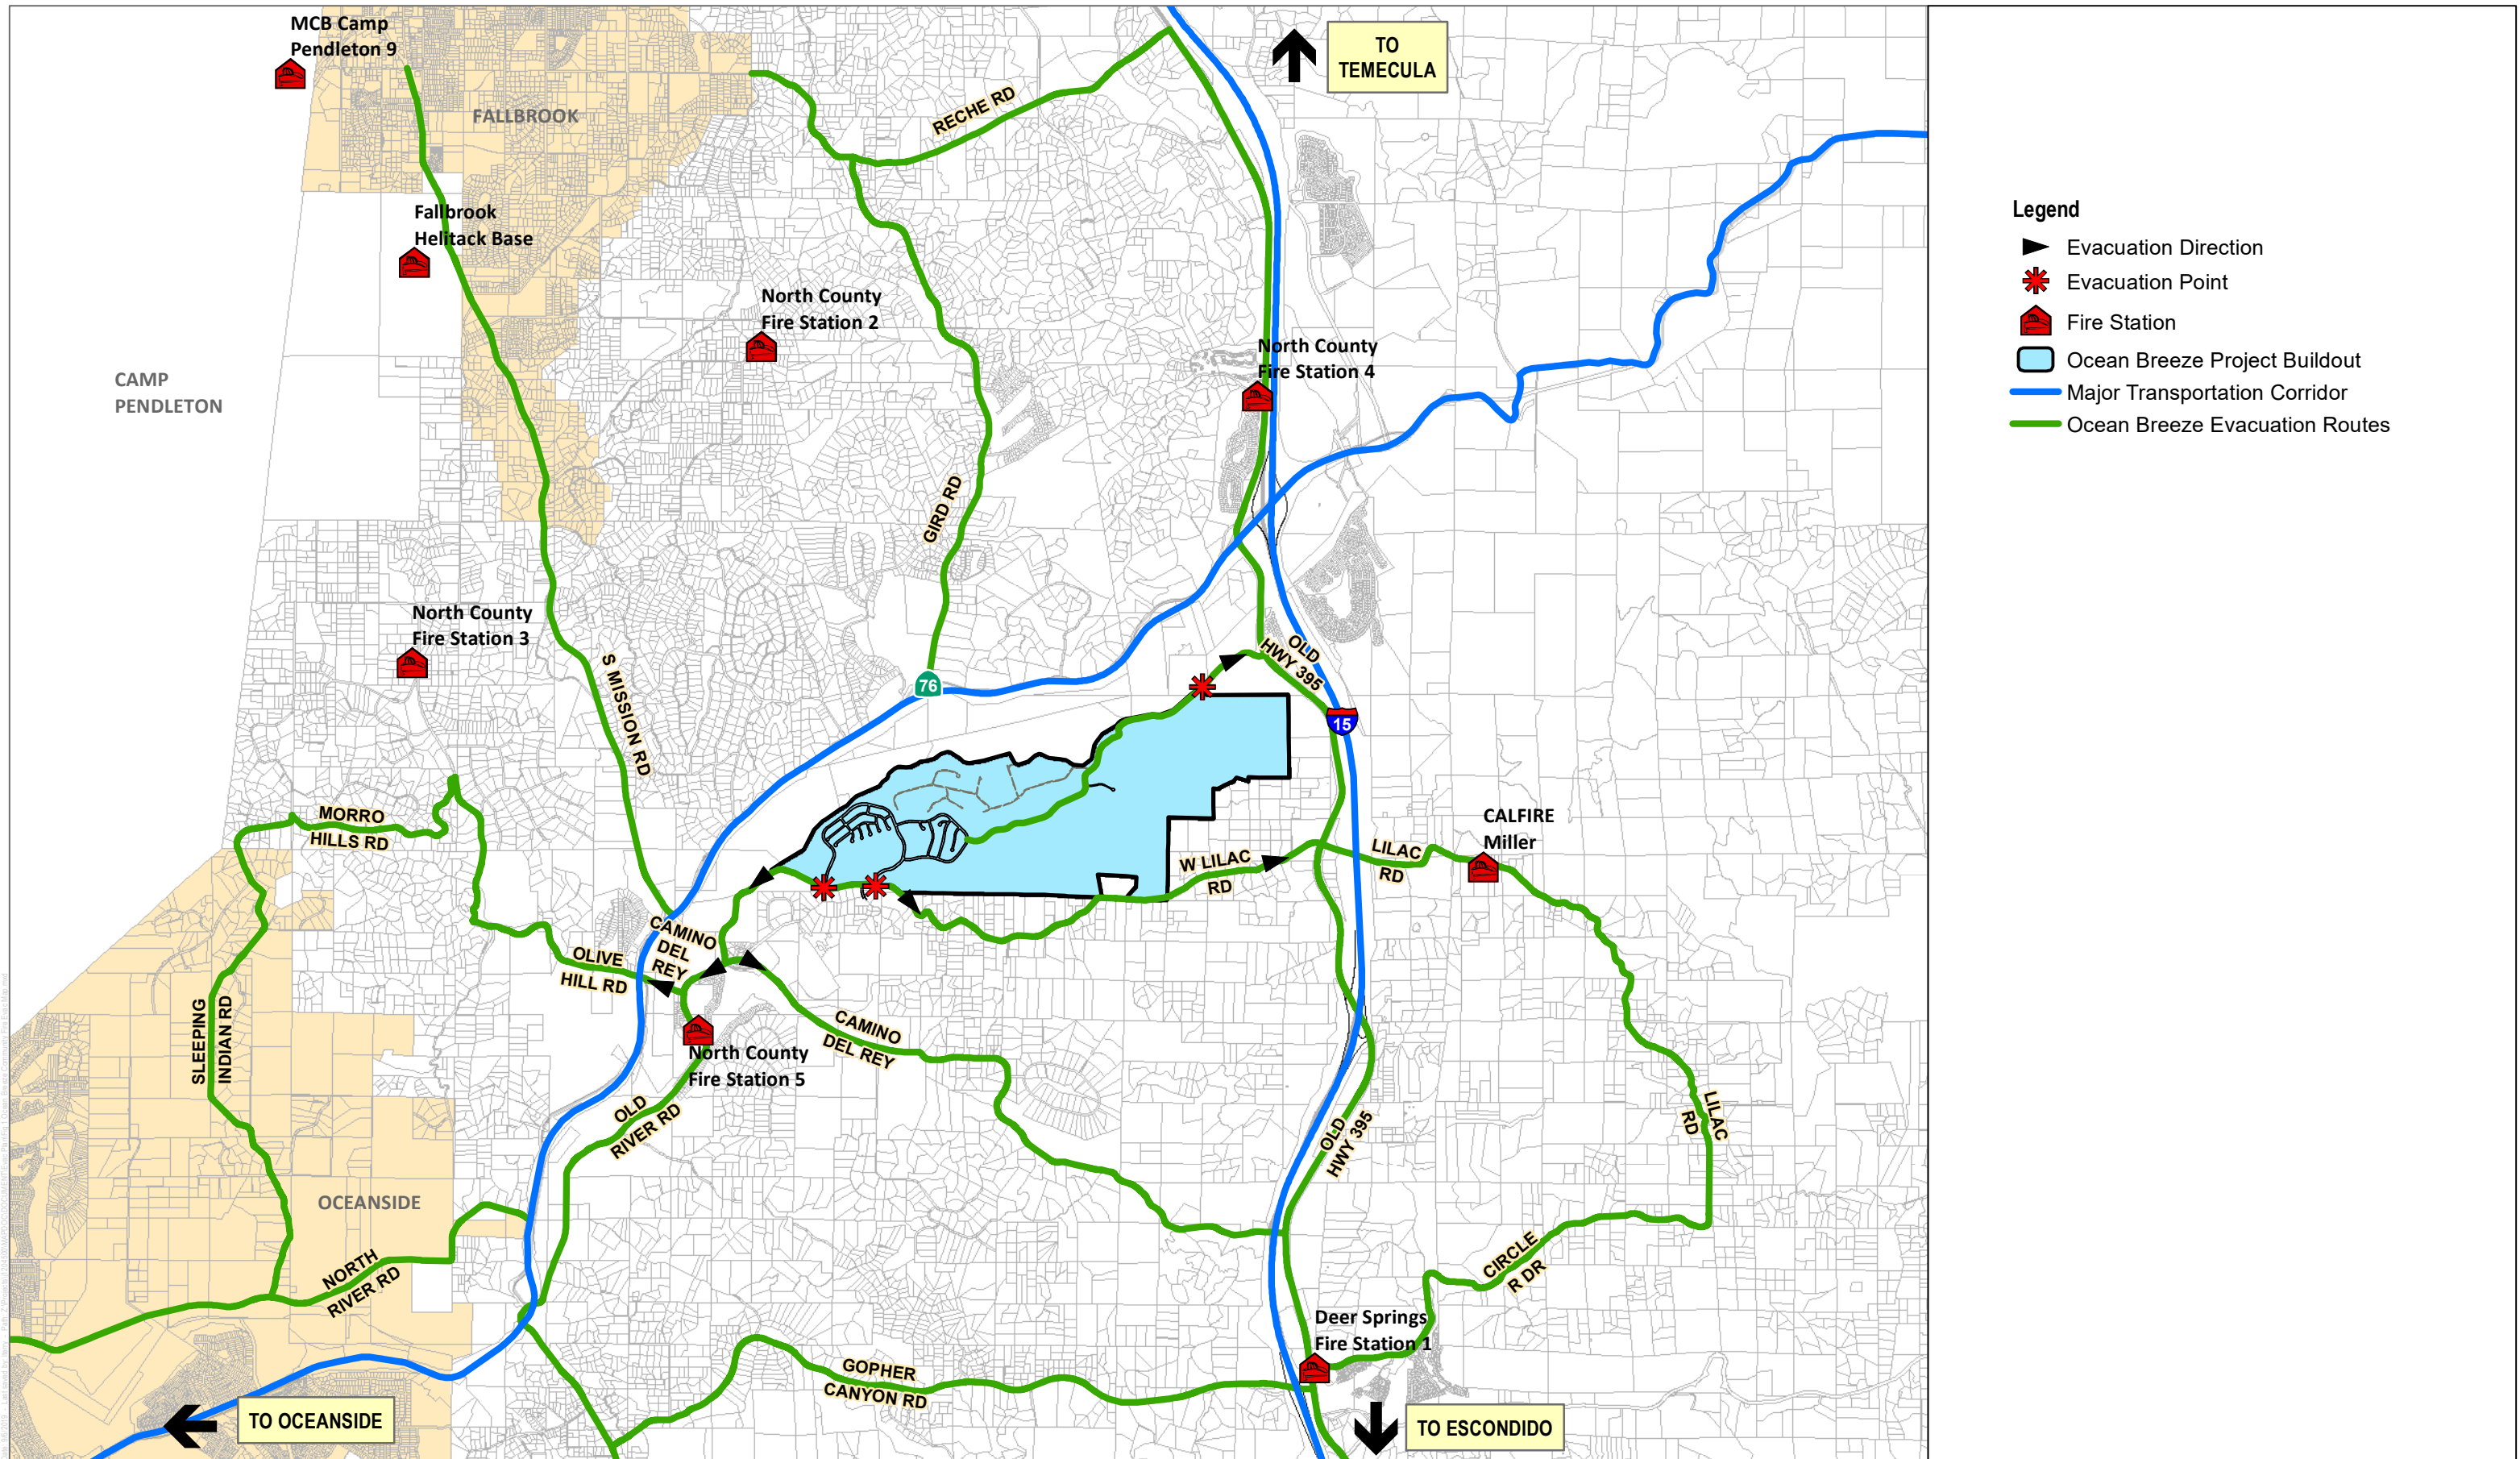 MCB Camp
Pendleton 9
TO
TEMECULA
RECHE RD
FALLBROOK
Legend
Evacuation Direction
Evacuation Point
Fire Station
Ocean Breeze Project Buildout
Major Transportation Corridor
Ocean Breeze Evacuation Routes
Fallbrook
Helitack Base
North County
Fire Station 2
North County
Fire Station 4
CAMP
PENDLETON
GIRD RD
North County
Fire Station 3
S MISSION RD
76
OLD
HWY 395
15
MORRO
HILLS RD
CALFIRE
Miller
W LILAC
RD
LILAC
RD
CAMINO
DEL
REY
OLIVE
HILL RD
SLEEPING
INDIAN RD
CAMINO
DEL REY
North County
Fire Station 5
OLD
RIVER RD
OLD
HWY 395
LILAC
RD
OCEANSIDE
NORTH
RIVER RD
CIRCLE
R DR
Deer Springs
Fire Station 1
GOPHER
CANYON RD
TO OCEANSIDE
TO ESCONDIDO